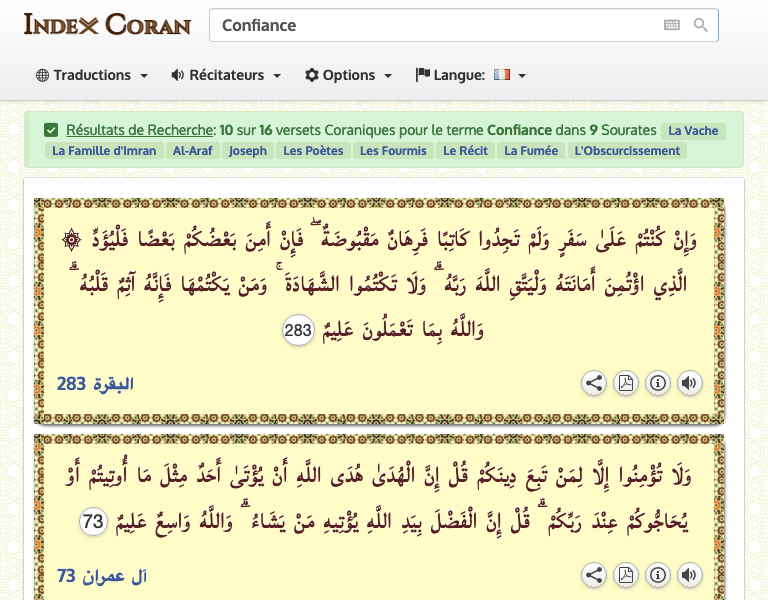 INDEX CORAN
Confiance
Traductions Récitateurs Options Langue:
Résultats de Recherche: 10 sur 16 versets Coraniques pour le terme Confiance dans 9 Sourates La Vache
La Famille d'Imran Al-Araf Joseph Les Poètes Les Fourmis Le Récit La Fumée L'Obscurcissement
۞ وَإِنْ كُنْتُمْ عَلَىٰ سَفَرٍ وَلَمْ تَجِدُوا كَاتِبًا فَرِهَانٌ مَقْبُوضَةٌ ۖ فَإِنْ أَمِنَ بَعْضُكُمْ بَعْضًا فَلْيُؤَدِّ
الَّذِي اؤْتُمِنَ أَمَانَتَهُ وَلْيَتَّقِ اللَّهَ رَبَّهُ ۗ وَلَا تَكْتُمُوا الشَّهَادَةَ ۚ وَمَنْ يَكْتُمْهَا فَإِنَّهُ آثِمٌ قَلْبُهُ ۗ
وَاللَّهُ بِمَا تَعْمَلُونَ عَلِيمٌ 283
البقرة 283
وَلَا تُؤْمِنُوا إِلَّا لِمَنْ تَبِعَ دِينَكُمْ قُلْ إِنَّ الْهُدَىٰ هُدَى اللَّهِ أَنْ يُؤْتَىٰ أَحَدٌ مِثْلَ مَا أُوتِيتُمْ أَوْ
يُحَاجُّوكُمْ عِنْدَ رَبِّكُمْ ۗ قُلْ إِنَّ الْفَضْلَ بِيَدِ اللَّهِ يُؤْتِيهِ مَنْ يَشَاءُ ۗ وَاللَّهُ وَاسِعٌ عَلِيمٌ 73
آل عمران 73